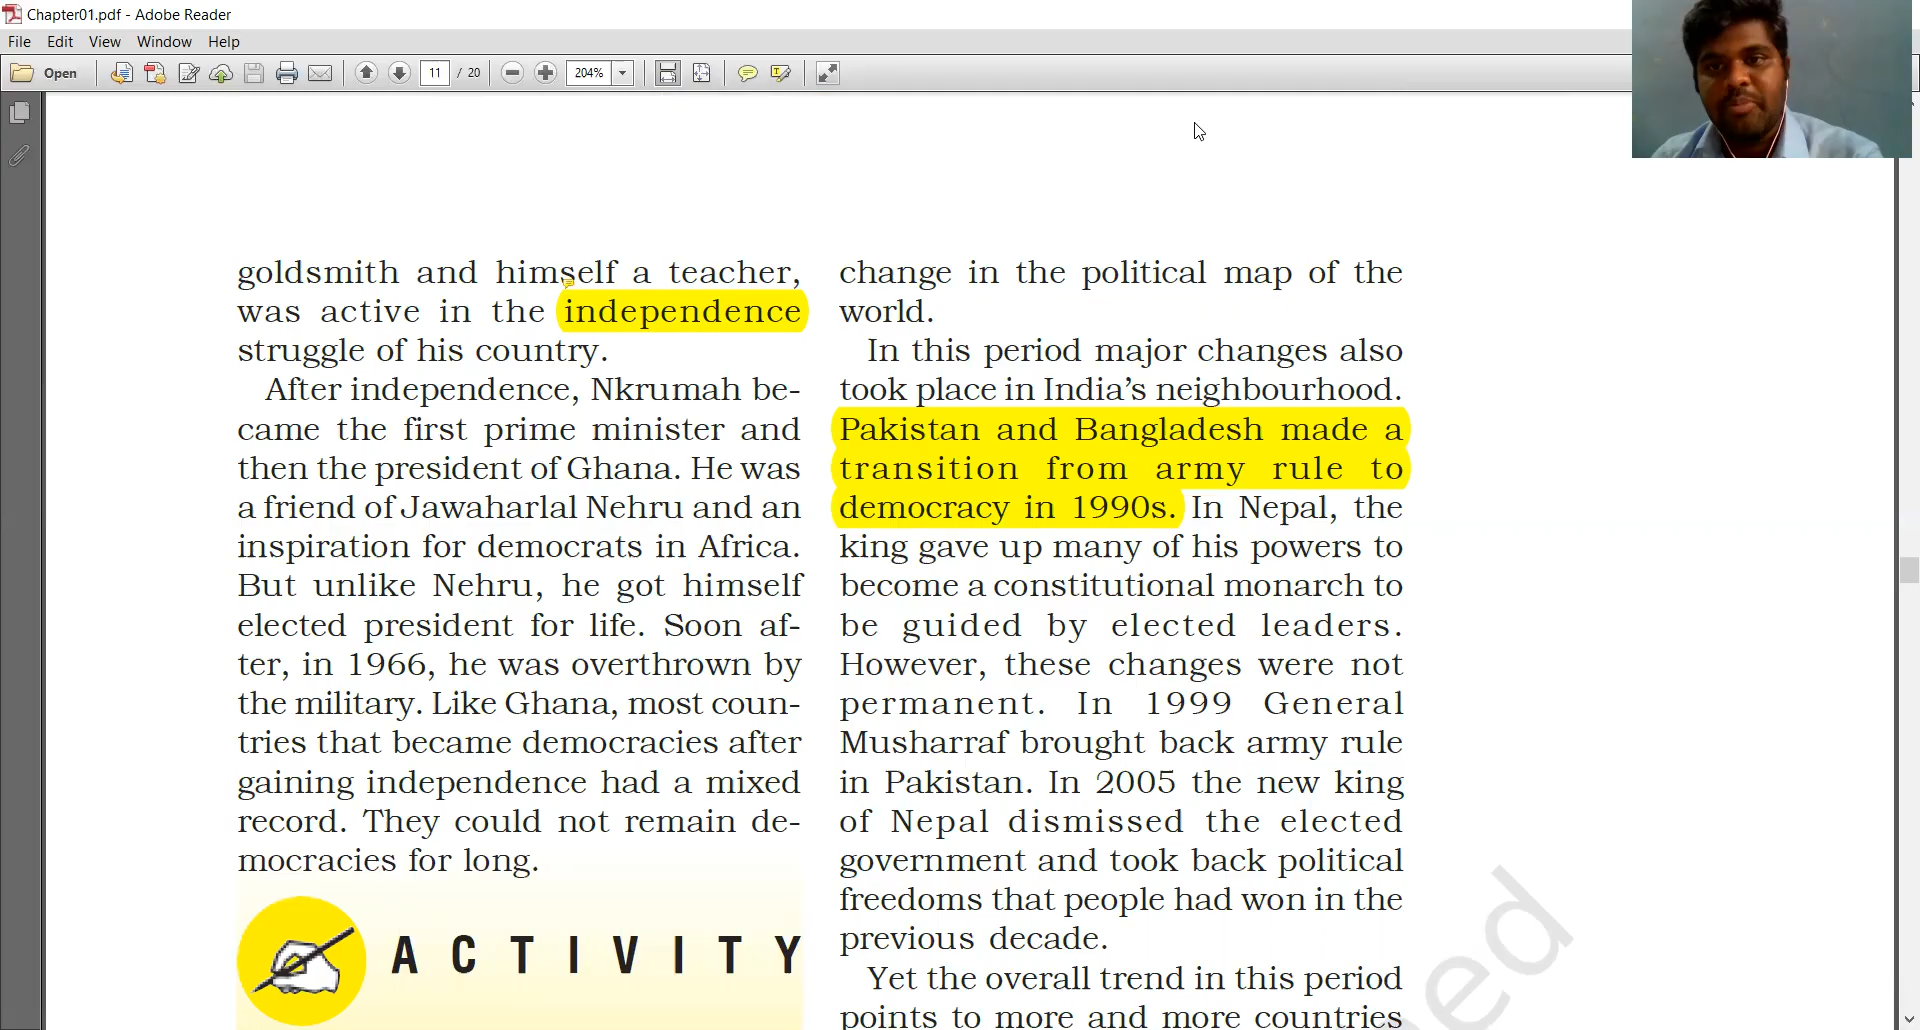 Chapter01.pdf - Adobe Reader
File Edit View Window Help
Open 11 / 20 204%
goldsmith and himself a teacher,
was active in the independence
struggle of his country.
After independence, Nkrumah be-
came the first prime minister and
then the president of Ghana. He was
a friend of Jawaharlal Nehru and an
inspiration for democrats in Africa.
But unlike Nehru, he got himself
elected president for life. Soon af-
ter, in 1966, he was overthrown by
the military. Like Ghana, most coun-
tries that became democracies after
gaining independence had a mixed
record. They could not remain de-
mocracies for long.
ACTIVITY
change in the political map of the
world.
In this period major changes also
took place in India's neighbourhood.
Pakistan and Bangladesh made a
transition from army rule to
democracy in 1990s. In Nepal, the
king gave up many of his powers to
become a constitutional monarch to
be guided by elected leaders.
However, these changes were not
permanent. In 1999 General
Musharraf brought back army rule
in Pakistan. In 2005 the new king
of Nepal dismissed the elected
government and took back political
freedoms that people had won in the
previous decade.
Yet the overall trend in this period
points to more and more countries